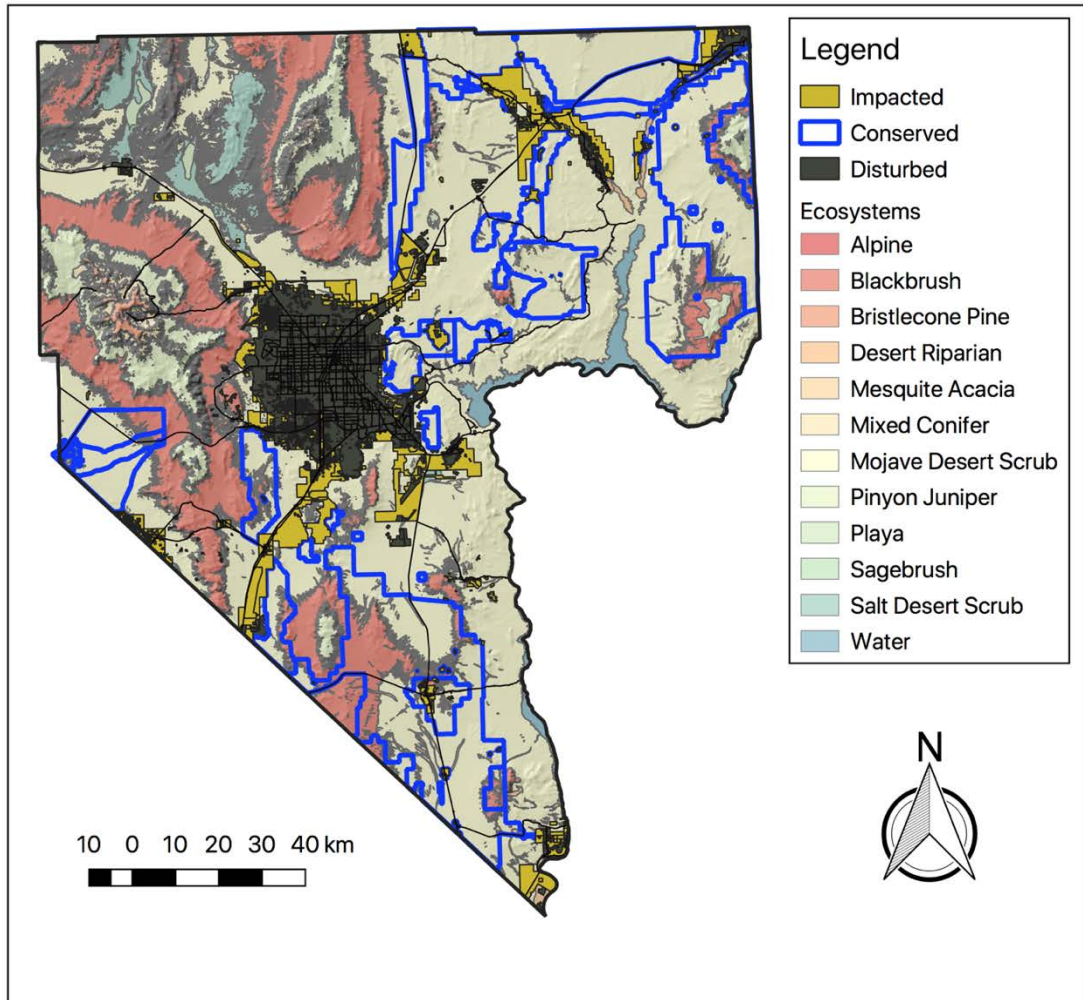 Legend
Impacted
Conserved
Disturbed
Ecosystems
Alpine
Blackbrush
Bristlecone Pine
Desert Riparian
Mesquite Acacia
Mixed Conifer
Mojave Desert Scrub
Pinyon Juniper
Playa
Sagebrush
Salt Desert Scrub
Water
N
10 0 10 20 30 40 km